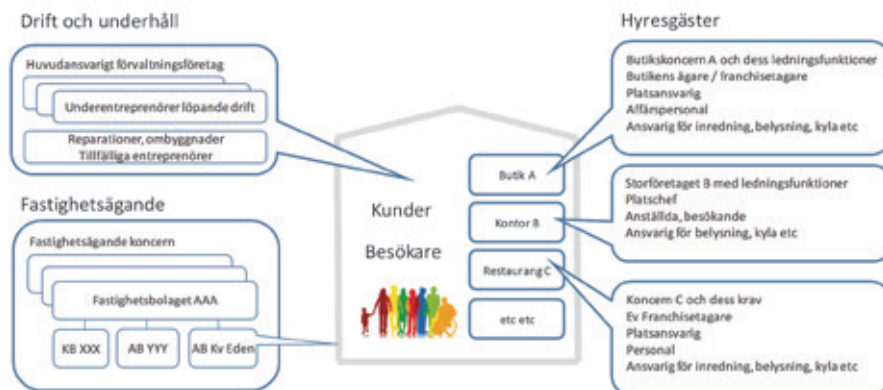 Drift och underhåll
Huvudansvarigt förvaltningsföretag
Underentreprenörer löpande drift
Reparationer, ombyggnader
Tillfälliga entreprenörer
Fastighetsägande
Fastighetsägande koncern
Fastighetsbolaget AAA
KB XXX
AB YYY
AB Kv Eden
Kunder
Besökare
Butik A
Kontor B
Restaurang C
etc etc
Hyresgäster
Butikskoncern A och dess ledningsfunktioner
Butikens ägare / franchisetagare
Platsansvarig
Affärspersonal
Ansvarig för inredning, belysning, kyla etc
Storföretaget B med ledningsfunktioner
Platschef
Anställda, besökande
Ansvarig för belysning, kyla etc
Koncern C och dess krav
Ev Franchisetagare
Platsansvarig
Personal
Ansvarig för inredning, belysning, kyla etc